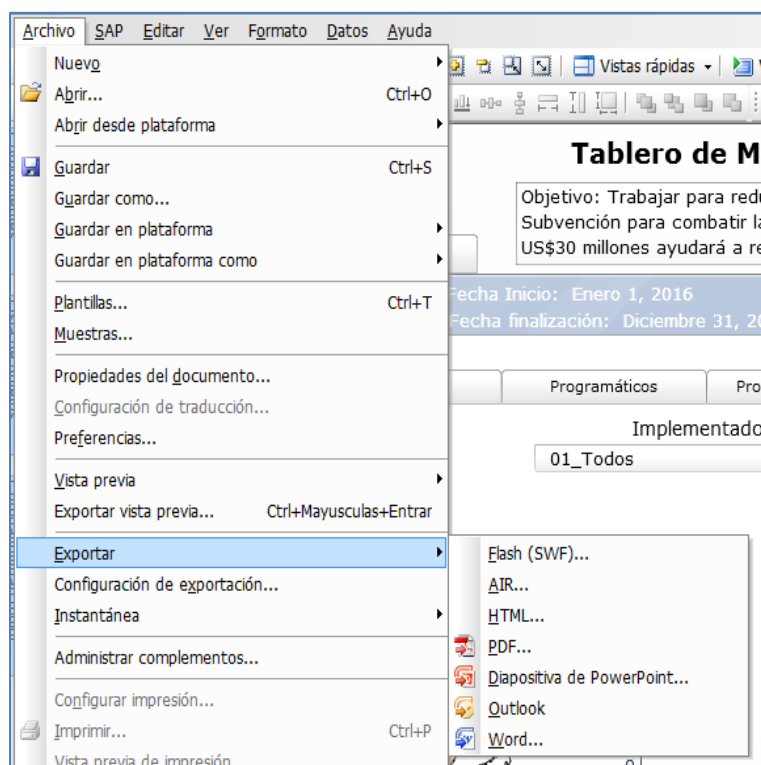 Archivo SAP Editar Ver Formato Datos Ayuda
Nuevo
Abrir... Ctrl+O
Abrir desde plataforma
Guardar Ctrl+S
Guardar como...
Guardar en plataforma
Guardar en plataforma como
Plantillas... Ctrl+T
Muestras...
Propiedades del documento...
Configuración de traducción...
Preferencias...
Vista previa
Exportar vista previa... Ctrl+Mayusculas+Entrar
Exportar
Configuración de exportación...
Instantánea
Administrar complementos...
Configurar impresión...
Imprimir... Ctrl+P
Vista previa de impresión
Flash (SWF)...
AIR...
HTML...
PDF...
Diapositiva de PowerPoint...
Outlook
Word...
Vistas rápidas
Tablero de M
Objetivo: Trabajar para redu
Subvención para combatir la
US$30 millones ayudará a re
Fecha Inicio: Enero 1, 2016
Fecha finalización: Diciembre 31, 20
Programáticos Pro
Implementado
01_Todos